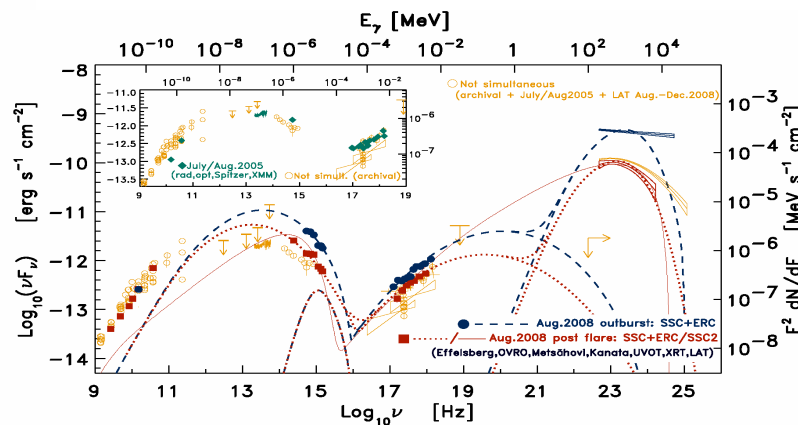 E_γ [MeV]
10^-10 10^-8 10^-6 10^-4 10^-2 1 10^2 10^4
-8
-9
-10
-11
-12
-13
-14
Log_10(νF_ν) [erg s^-1 cm^-2]
10^-10 10^-8 10^-6 10^-4 10^-2
-11.0
-11.5
-12.0
-12.5
-13.0
-13.5
10^-6
10^-7
July/Aug.2005
(rad,opt,Spitzer,XMM)
Not simult. (archival)
9 11 13 15 17 19
Not simultaneous
(archival + July/Aug2005 + LAT Aug.-Dec.2008)
10^-3
10^-4
10^-5
10^-6
10^-7
10^-8
F^2 dN/dF [MeV s^-1 cm^-2]
Aug.2008 outburst: SSC+ERC
Aug.2008 post flare: SSC+ERC/SSC2
(Effelsberg,OVRO,Metsähovi,Kanata,UVOT,XRT,LAT)
9 11 13 15 17 19 21 23 25
Log_10 ν [Hz]